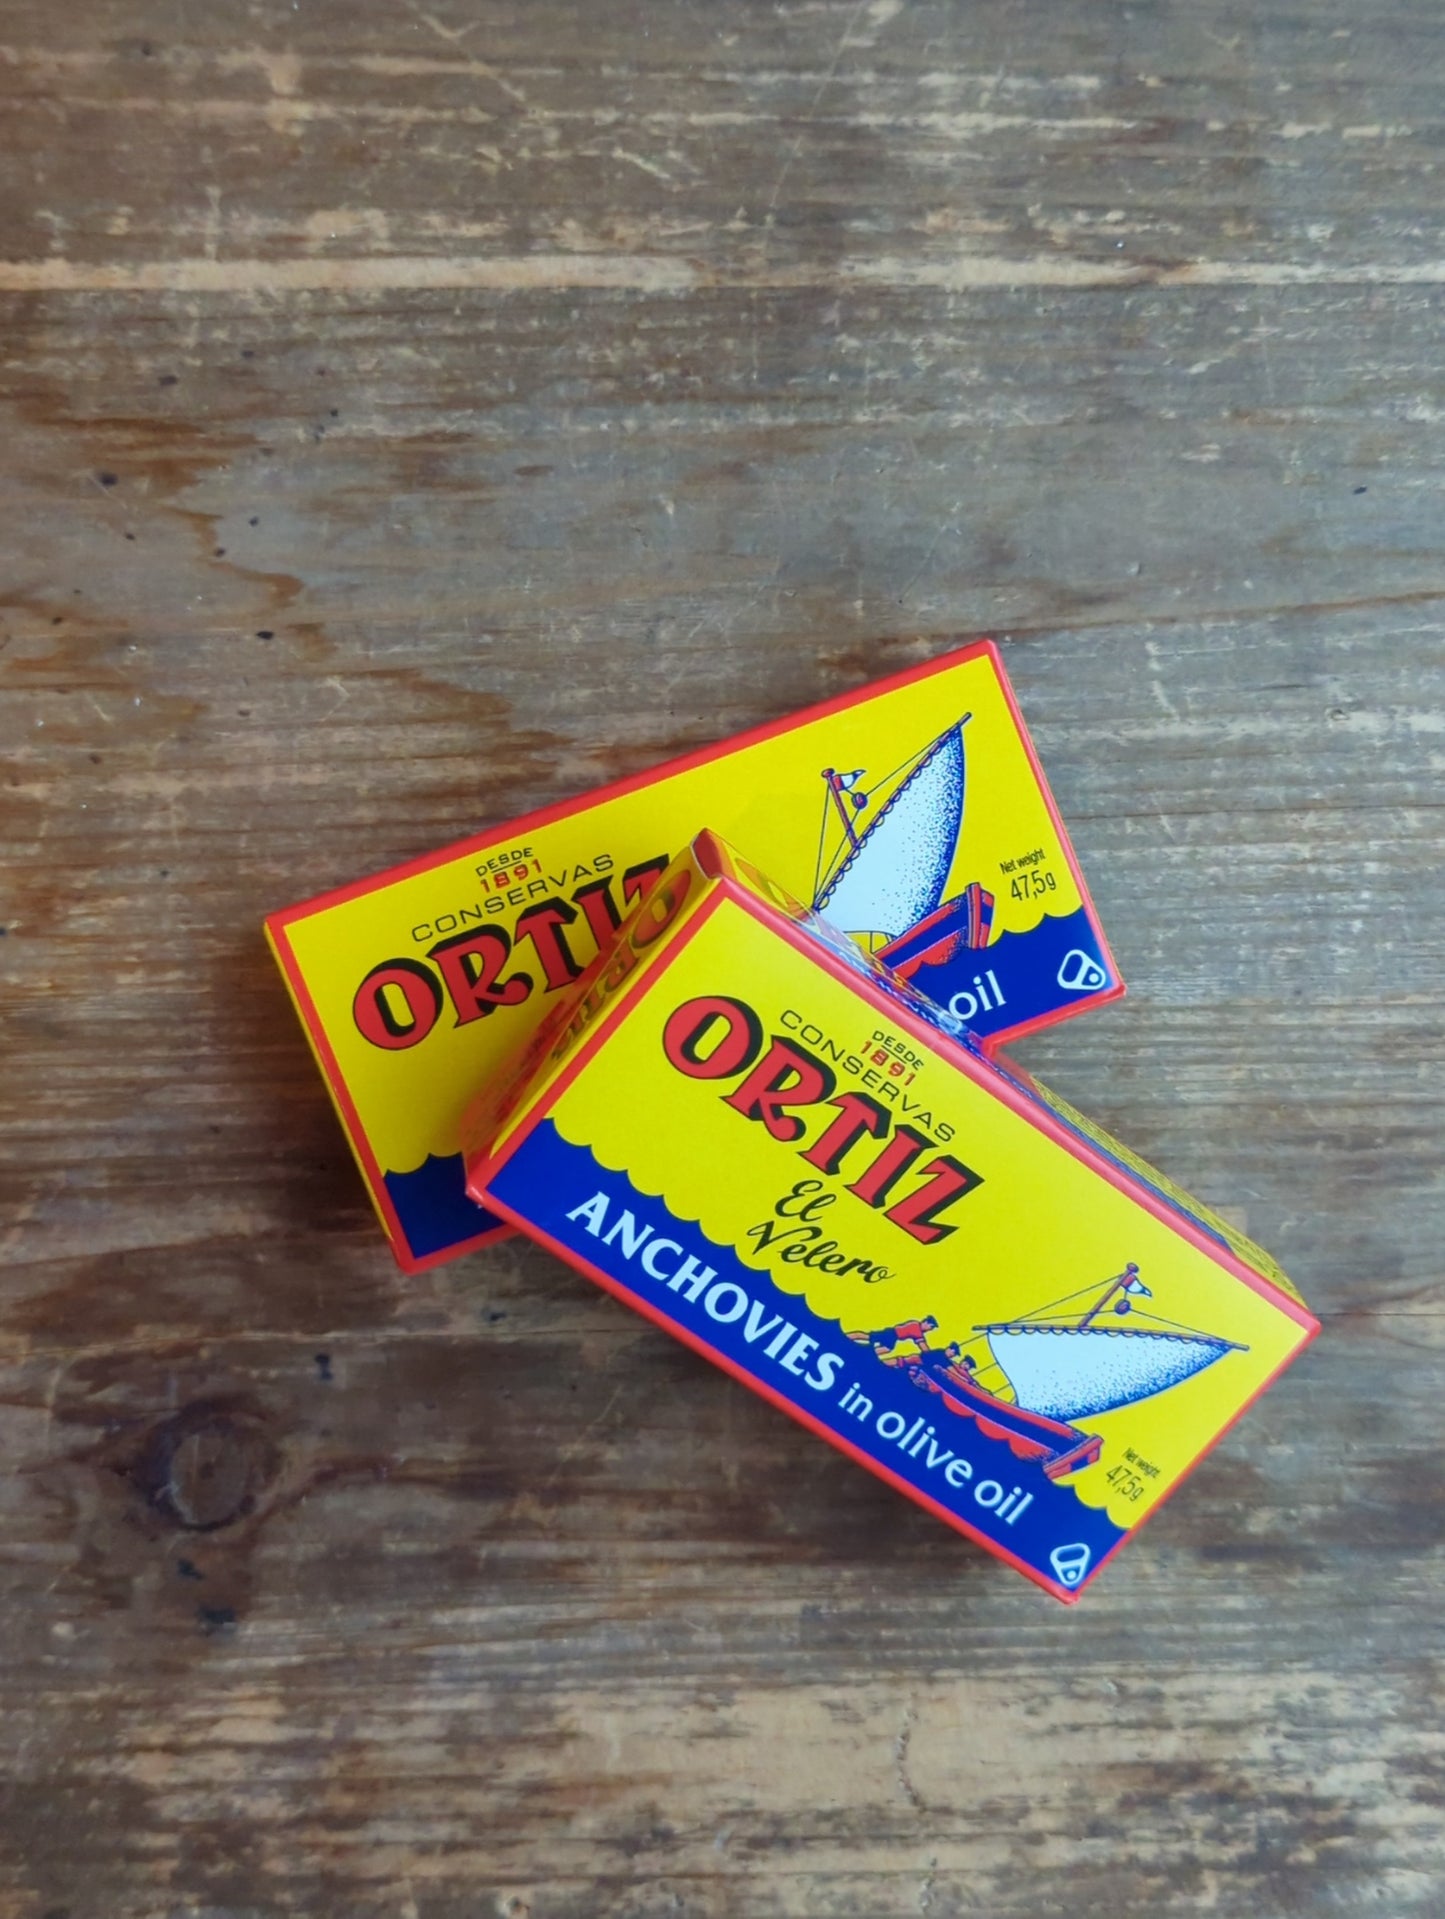 DESDE
1891
CONSERVAS
ORTIZ
Net weight
47,5g
oil
ORTIZ
DESDE
1891
CONSERVAS
ORTIZ
El
Velero
ANCHOVIES in olive oil
Net weight
47,5g